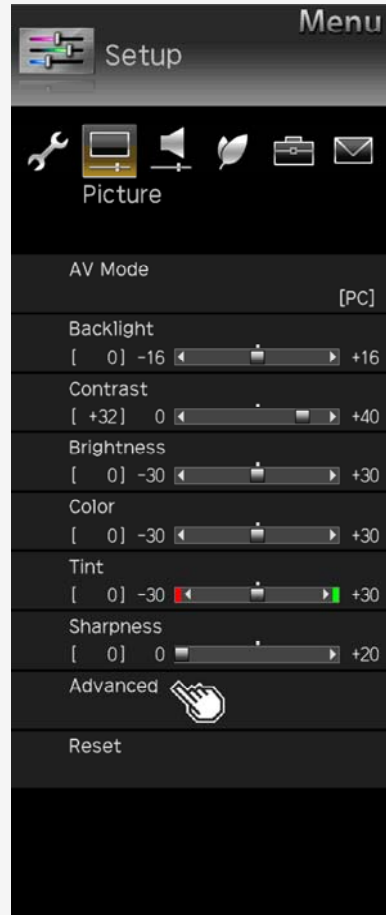 Menu
Setup
Picture
AV Mode
[PC]
Backlight
[ 0] -16 +16
Contrast
[ +32] 0 +40
Brightness
[ 0] -30 +30
Color
[ 0] -30 +30
Tint
[ 0] -30 +30
Sharpness
[ 0] 0 +20
Advanced
Reset